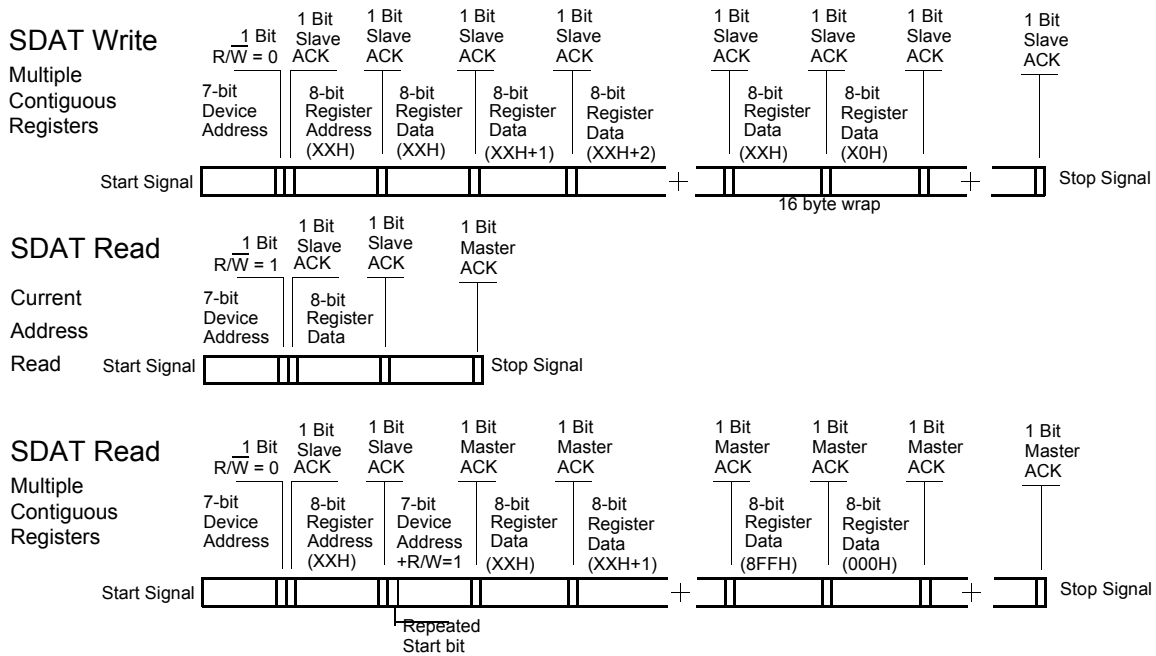 SDAT Write
Multiple
Contiguous
Registers
1 Bit
R/W = 0
1 Bit
Slave
ACK
1 Bit
Slave
ACK
1 Bit
Slave
ACK
1 Bit
Slave
ACK
1 Bit
Slave
ACK
1 Bit
Slave
ACK
1 Bit
Slave
ACK
1 Bit
Slave
ACK
7-bit
Device
Address
8-bit
Register
Address
(XXH)
8-bit
Register
Data
(XXH)
8-bit
Register
Data
(XXH+1)
8-bit
Register
Data
(XXH+2)
8-bit
Register
Data
(XXH)
8-bit
Register
Data
(X0H)
Start Signal
+
+
Stop Signal
16 byte wrap
SDAT Read
Current
Address
Read
1 Bit
R/W = 1
1 Bit
Slave
ACK
1 Bit
Slave
ACK
1 Bit
Master
ACK
7-bit
Device
Address
8-bit
Register
Data
Start Signal
Stop Signal
SDAT Read
Multiple
Contiguous
Registers
1 Bit
R/W = 0
1 Bit
Slave
ACK
1 Bit
Slave
ACK
1 Bit
Master
ACK
1 Bit
Master
ACK
1 Bit
Master
ACK
1 Bit
Master
ACK
1 Bit
Master
ACK
1 Bit
Master
ACK
7-bit
Device
Address
8-bit
Register
Address
(XXH)
7-bit
Device
Address
+R/W=1
8-bit
Register
Data
(XXH)
8-bit
Register
Data
(XXH+1)
8-bit
Register
Data
(8FFH)
8-bit
Register
Data
(000H)
Start Signal
+
+
Stop Signal
Repeated
Start bit